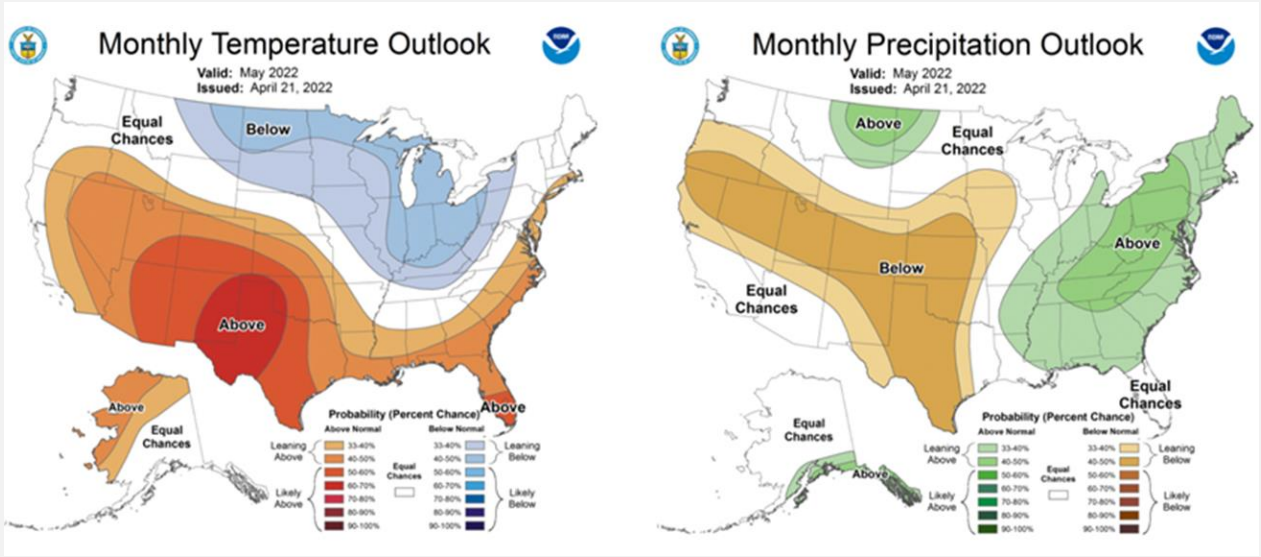 Monthly Temperature Outlook
Valid: May 2022
Issued: April 21, 2022
Equal
Chances
Below
Above
Above
Above
Equal
Chances
Probability (Percent Chance)
Above Normal
Below Normal
Leaning
Above
33-40%
40-50%
50-60%
60-70%
70-80%
80-90%
90-100%
Likely
Above
Equal
Chances
33-40%
40-50%
50-60%
60-70%
70-80%
80-90%
90-100%
Leaning
Below
Likely
Below
noaa
Monthly Precipitation Outlook
Valid: May 2022
Issued: April 21, 2022
Above
Equal
Chances
Above
Below
Equal
Chances
Equal
Chances
Equal
Chances
Above
Probability (Percent Chance)
Above Normal
Below Normal
Leaning
Above
33-40%
40-50%
50-60%
60-70%
70-80%
80-90%
90-100%
Likely
Above
Equal
Chances
33-40%
40-50%
50-60%
60-70%
70-80%
80-90%
90-100%
Leaning
Below
Likely
Below
noaa